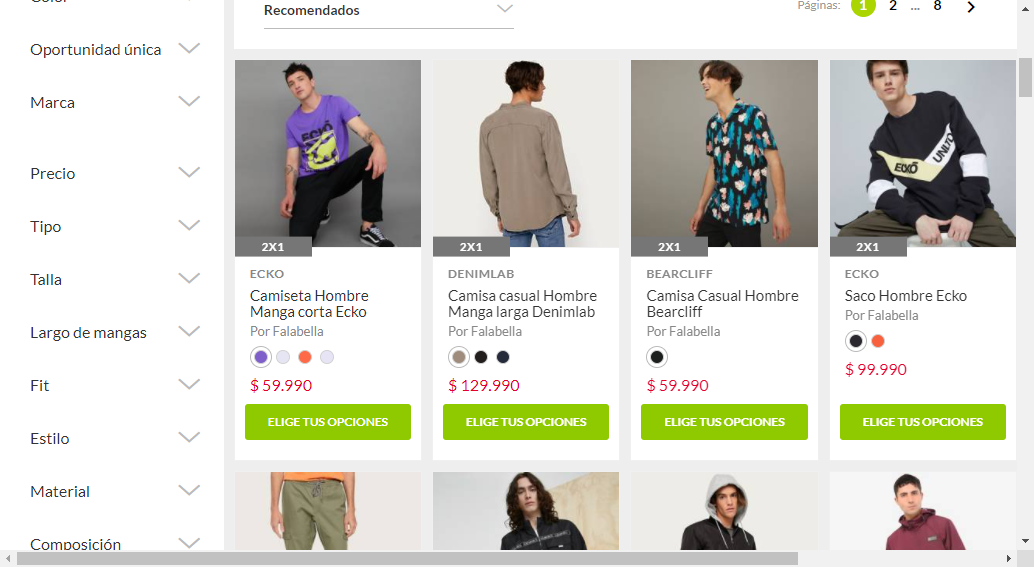 Color
Oportunidad única
Marca
Precio
Tipo
Talla
Largo de mangas
Fit
Estilo
Material
Composición
Recomendados
Páginas: 1 2 ... 8
ECKÓ
ECKÓ UNLTD
2X1
ECKO
Camiseta Hombre
Manga corta Ecko
Por Falabella
$ 59.990
ELIGE TUS OPCIONES
2X1
DENIMLAB
Camisa casual Hombre
Manga larga Denimlab
Por Falabella
$ 129.990
ELIGE TUS OPCIONES
2X1
BEARCLIFF
Camisa Casual Hombre
Bearcliff
Por Falabella
$ 59.990
ELIGE TUS OPCIONES
2X1
ECKO
Saco Hombre Ecko
Por Falabella
$ 99.990
ELIGE TUS OPCIONES